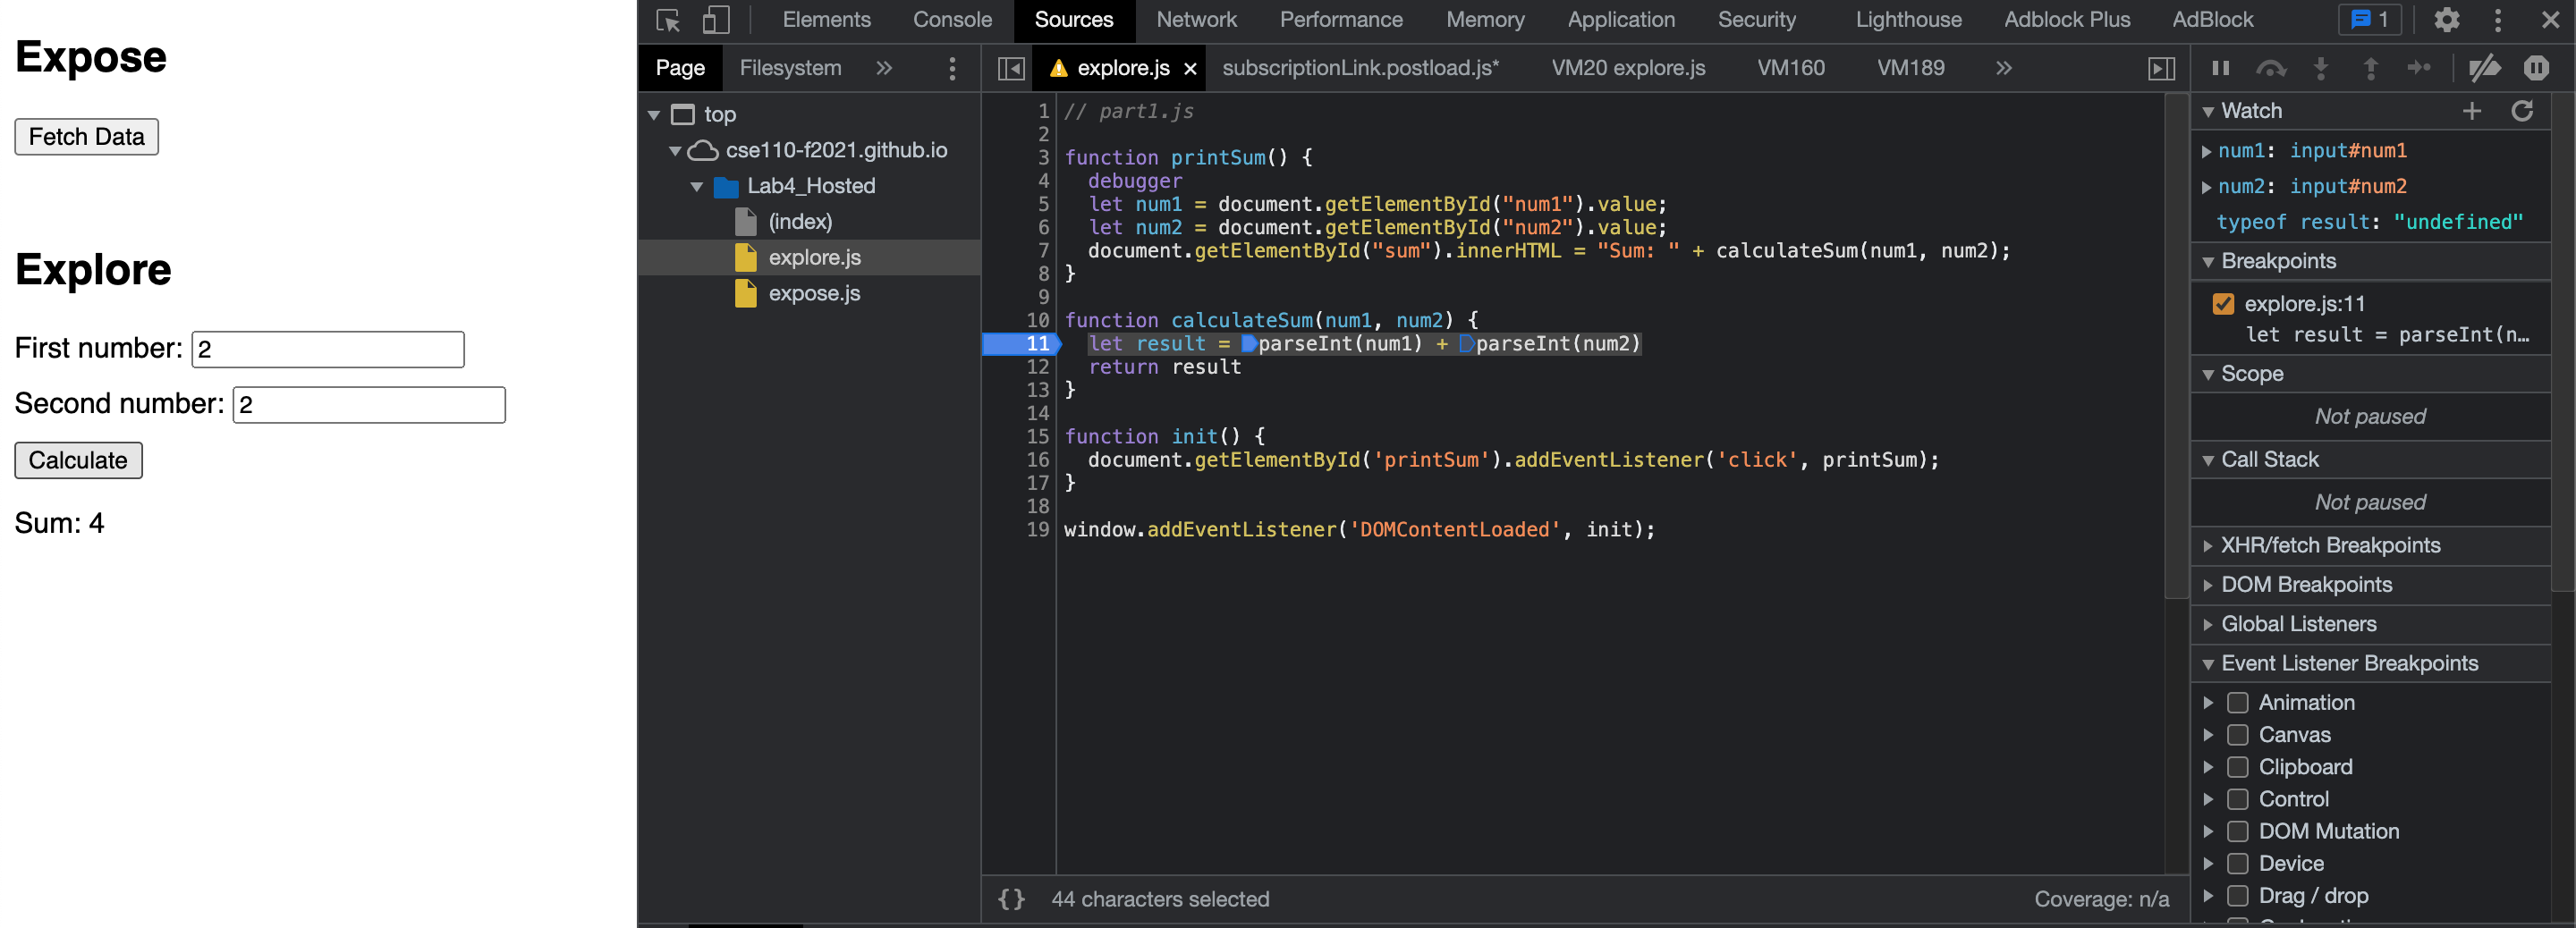 Expose
Fetch Data
Explore
First number: 2
Second number: 2
Calculate
Sum: 4
Elements Console Sources Network Performance Memory Application Security Lighthouse Adblock Plus AdBlock 1
Page Filesystem » explore.js × subscriptionLink.postload.js* VM20 explore.js VM160 VM189 »
top
cse110-f2021.github.io
Lab4_Hosted
(index)
explore.js
expose.js
1 // part1.js
2
3 function printSum() {
4 debugger
5 let num1 = document.getElementById("num1").value;
6 let num2 = document.getElementById("num2").value;
7 document.getElementById("sum").innerHTML = "Sum: " + calculateSum(num1, num2);
8 }
9
10 function calculateSum(num1, num2) {
11 let result = parseInt(num1) + parseInt(num2)
12 return result
13 }
14
15 function init() {
16 document.getElementById('printSum').addEventListener('click', printSum);
17 }
18
19 window.addEventListener('DOMContentLoaded', init);
{} 44 characters selected Coverage: n/a
Watch
num1: input#num1
num2: input#num2
typeof result: "undefined"
Breakpoints
explore.js:11
let result = parseInt(n…
Scope
Not paused
Call Stack
Not paused
XHR/fetch Breakpoints
DOM Breakpoints
Global Listeners
Event Listener Breakpoints
Animation
Canvas
Clipboard
Control
DOM Mutation
Device
Drag / drop